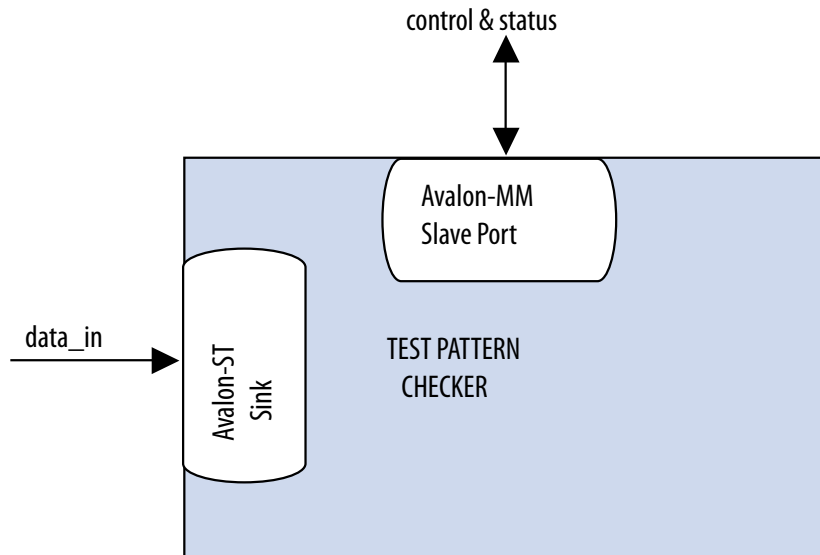 control & status
Avalon-MM
Slave Port
data_in
Avalon-ST
Sink
TEST PATTERN
CHECKER